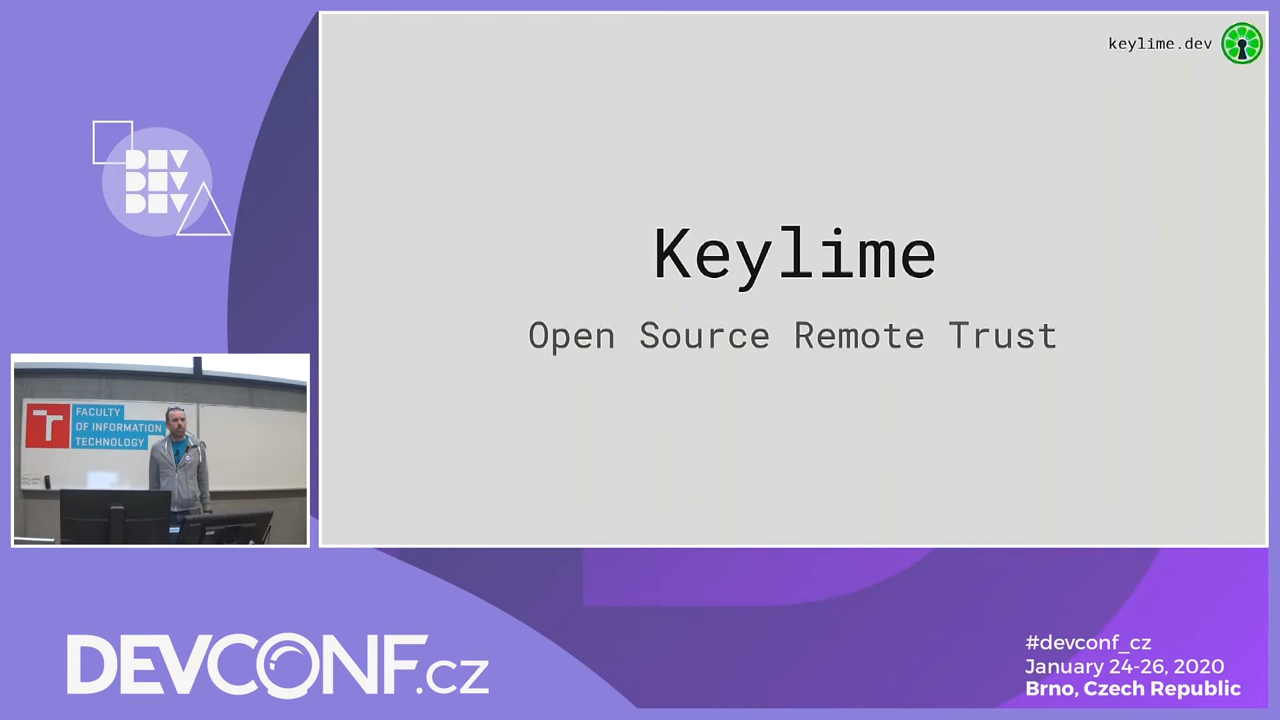 keylime.dev
Keylime
Open Source Remote Trust
DEV
DEV
DEV
FACULTY
OF INFORMATION
TECHNOLOGY
DEVCONF.cz
#devconf_cz
January 24-26, 2020
Brno, Czech Republic